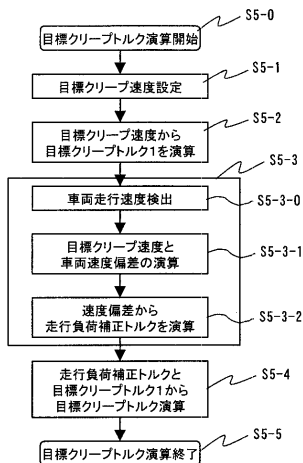 目標クリープトルク演算開始
S5-0
S5-1
目標クリープ速度設定
S5-2
目標クリープ速度から
目標クリープトルク1を演算
S5-3
車両走行速度検出
S5-3-0
目標クリープ速度と
車両速度偏差の演算
S5-3-1
速度偏差から
走行負荷補正トルクを演算
S5-3-2
走行負荷補正トルクと
目標クリープトルク1から
目標クリープトルク演算
S5-4
S5-5
目標クリープトルク演算終了